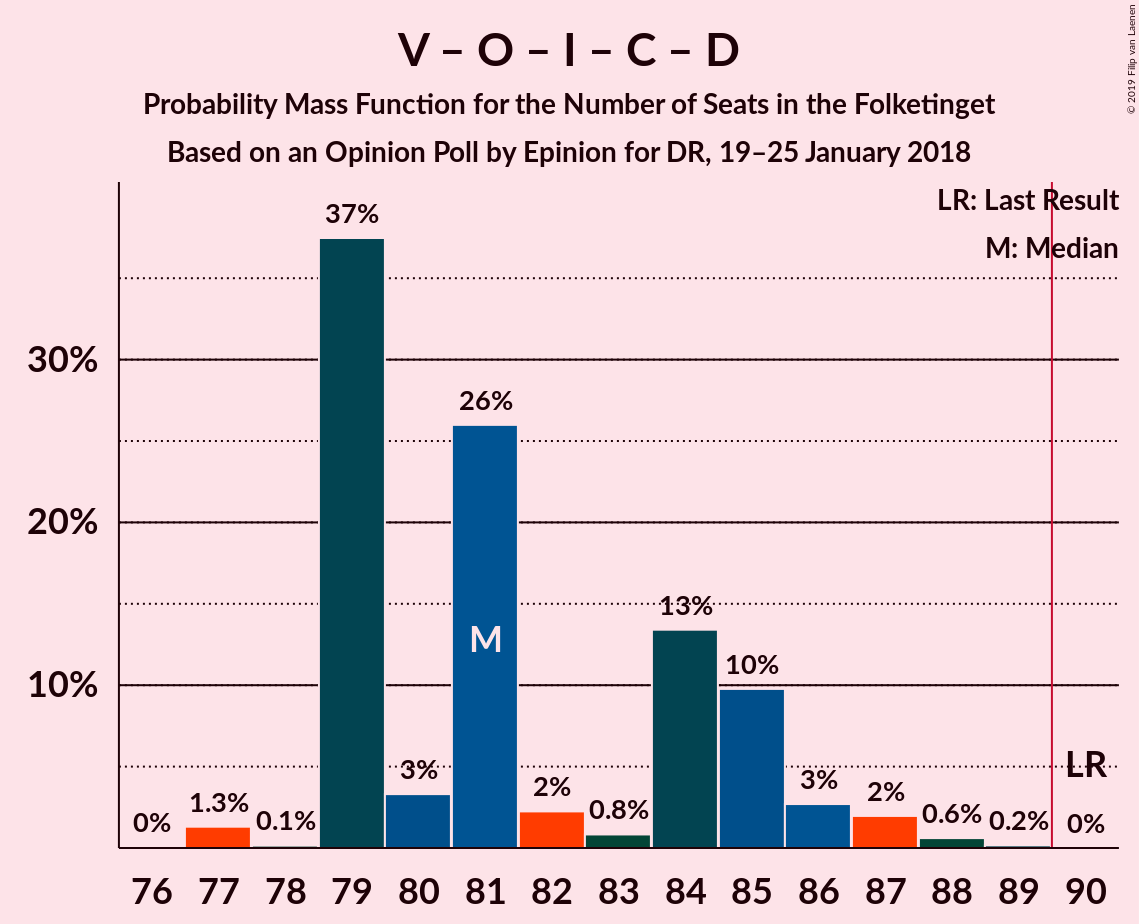 V – O – I – C – D
Probability Mass Function for the Number of Seats in the Folketinget
Based on an Opinion Poll by Epinion for DR, 19–25 January 2018
© 2019 Filip van Laenen
LR: Last Result
M: Median
37%
30%
26%
20%
13%
M
10%
10%
LR
3%
3%
2%
2%
1.3%
0.8%
0.6%
0.1%
0.2%
0%
0%
76 77 78 79 80 81 82 83 84 85 86 87 88 89 90